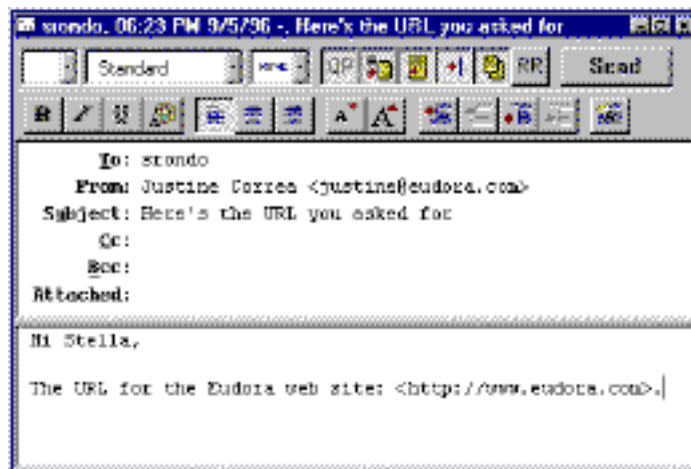 srondo, 06:23 PM 9/5/96 -, Here's the URL you asked for
Standard
MIME
QP
RR
Send
B I U
A A
To: srondo
From: Justine Correa <justine@eudora.com>
Subject: Here's the URL you asked for
Cc:
Bcc:
Attached:
Hi Stella,
The URL for the Eudora web site: <http://www.eudora.com>.